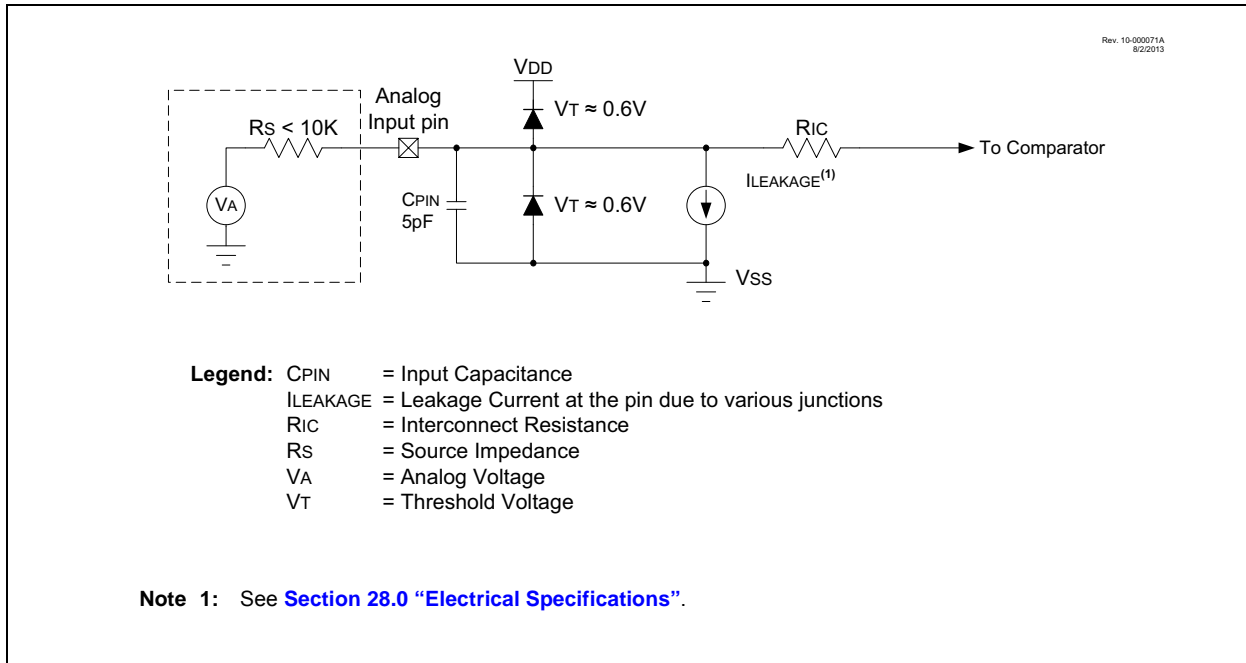 Rev. 10-000071A
8/2/2013
VDD
Analog
Input pin
VT ≈ 0.6V
RS < 10K
RIC
To Comparator
ILEAKAGE(1)
VA
CPIN
5pF
VT ≈ 0.6V
VSS
Legend: CPIN = Input Capacitance
ILEAKAGE = Leakage Current at the pin due to various junctions
RIC = Interconnect Resistance
RS = Source Impedance
VA = Analog Voltage
VT = Threshold Voltage
Note 1: See Section 28.0 “Electrical Specifications”.